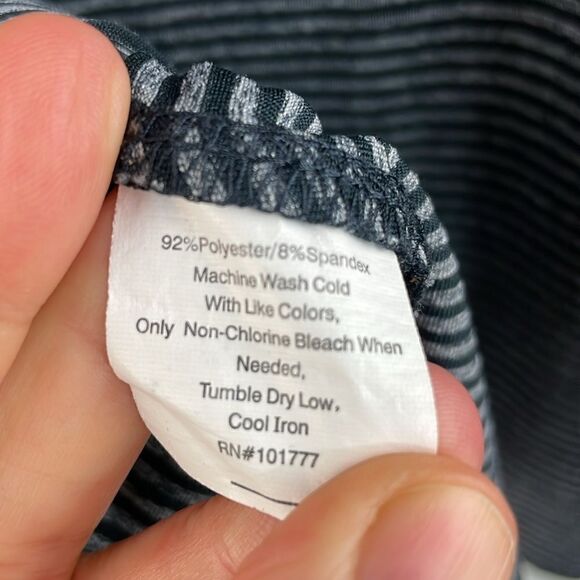 92%Polyester/8%Spandex
Machine Wash Cold
With Like Colors,
Only Non-Chlorine Bleach When
Needed,
Tumble Dry Low,
Cool Iron
RN#101777